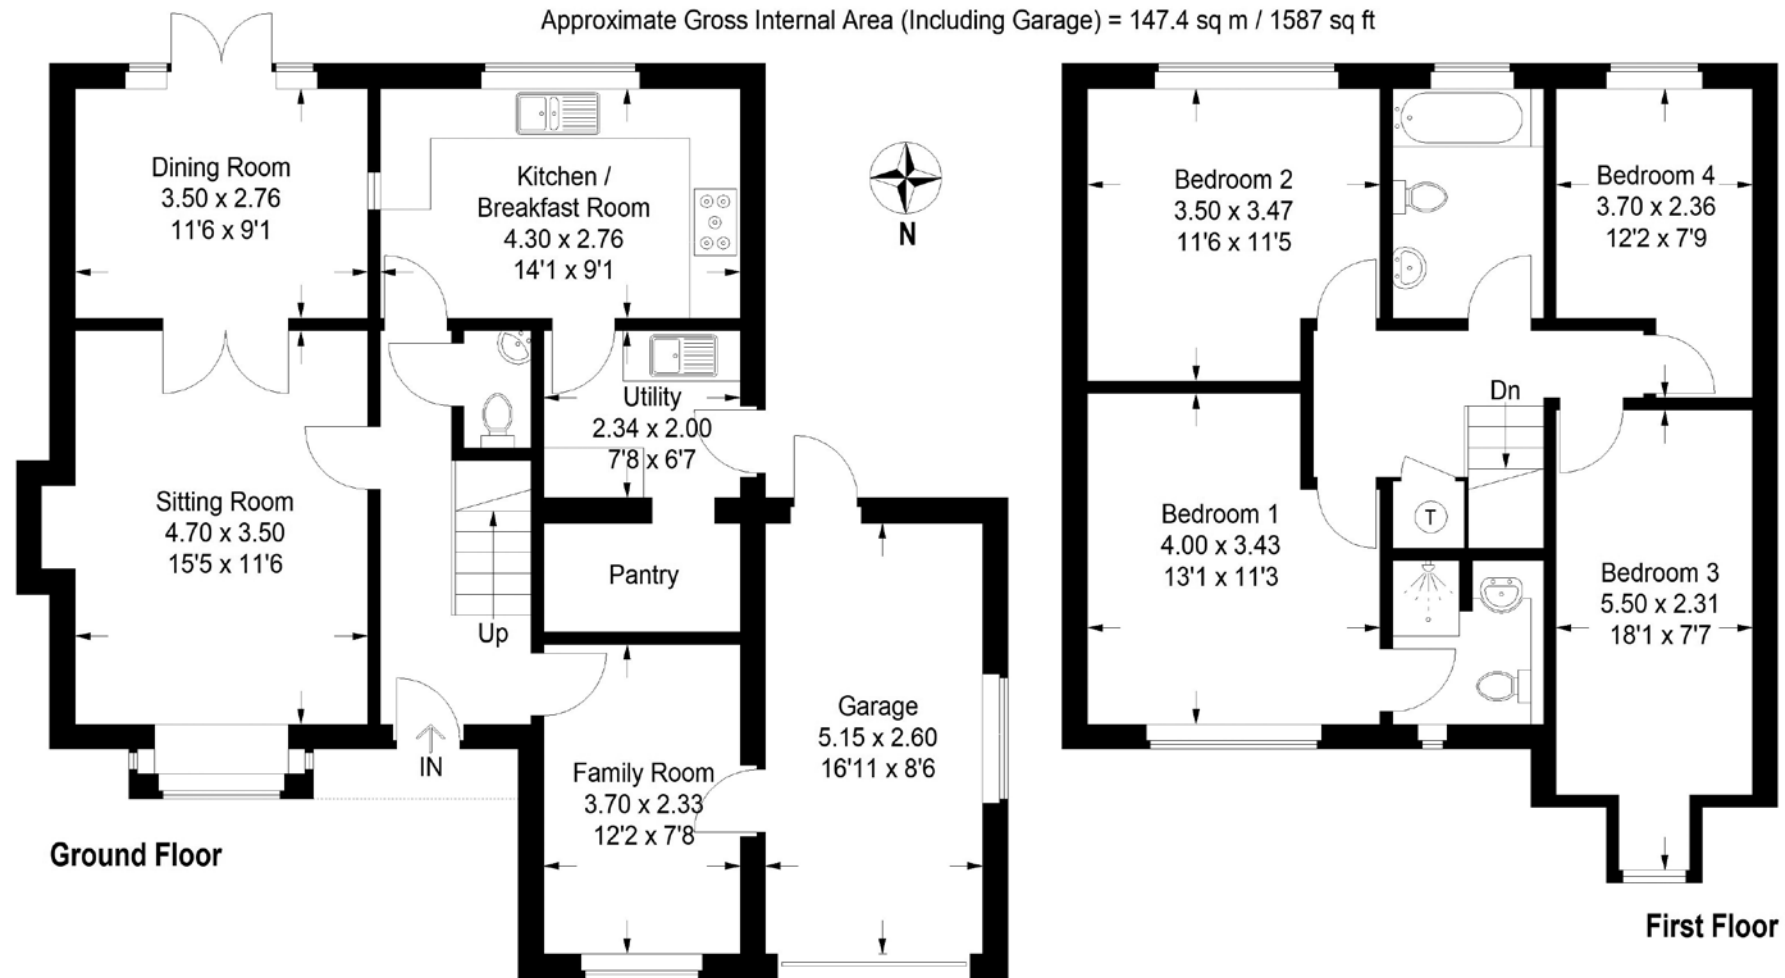 Approximate Gross Internal Area (Including Garage) = 147.4 sq m / 1587 sq ft
Dining Room
3.50 x 2.76
11'6 x 9'1
Kitchen /
Breakfast Room
4.30 x 2.76
14'1 x 9'1
N
Utility
2.34 x 2.00
7'8 x 6'7
Sitting Room
4.70 x 3.50
15'5 x 11'6
Pantry
Up
IN
Family Room
3.70 x 2.33
12'2 x 7'8
Garage
5.15 x 2.60
16'11 x 8'6
Ground Floor
Bedroom 2
3.50 x 3.47
11'6 x 11'5
Bedroom 4
3.70 x 2.36
12'2 x 7'9
Dn
Bedroom 1
4.00 x 3.43
13'1 x 11'3
T
Bedroom 3
5.50 x 2.31
18'1 x 7'7
First Floor